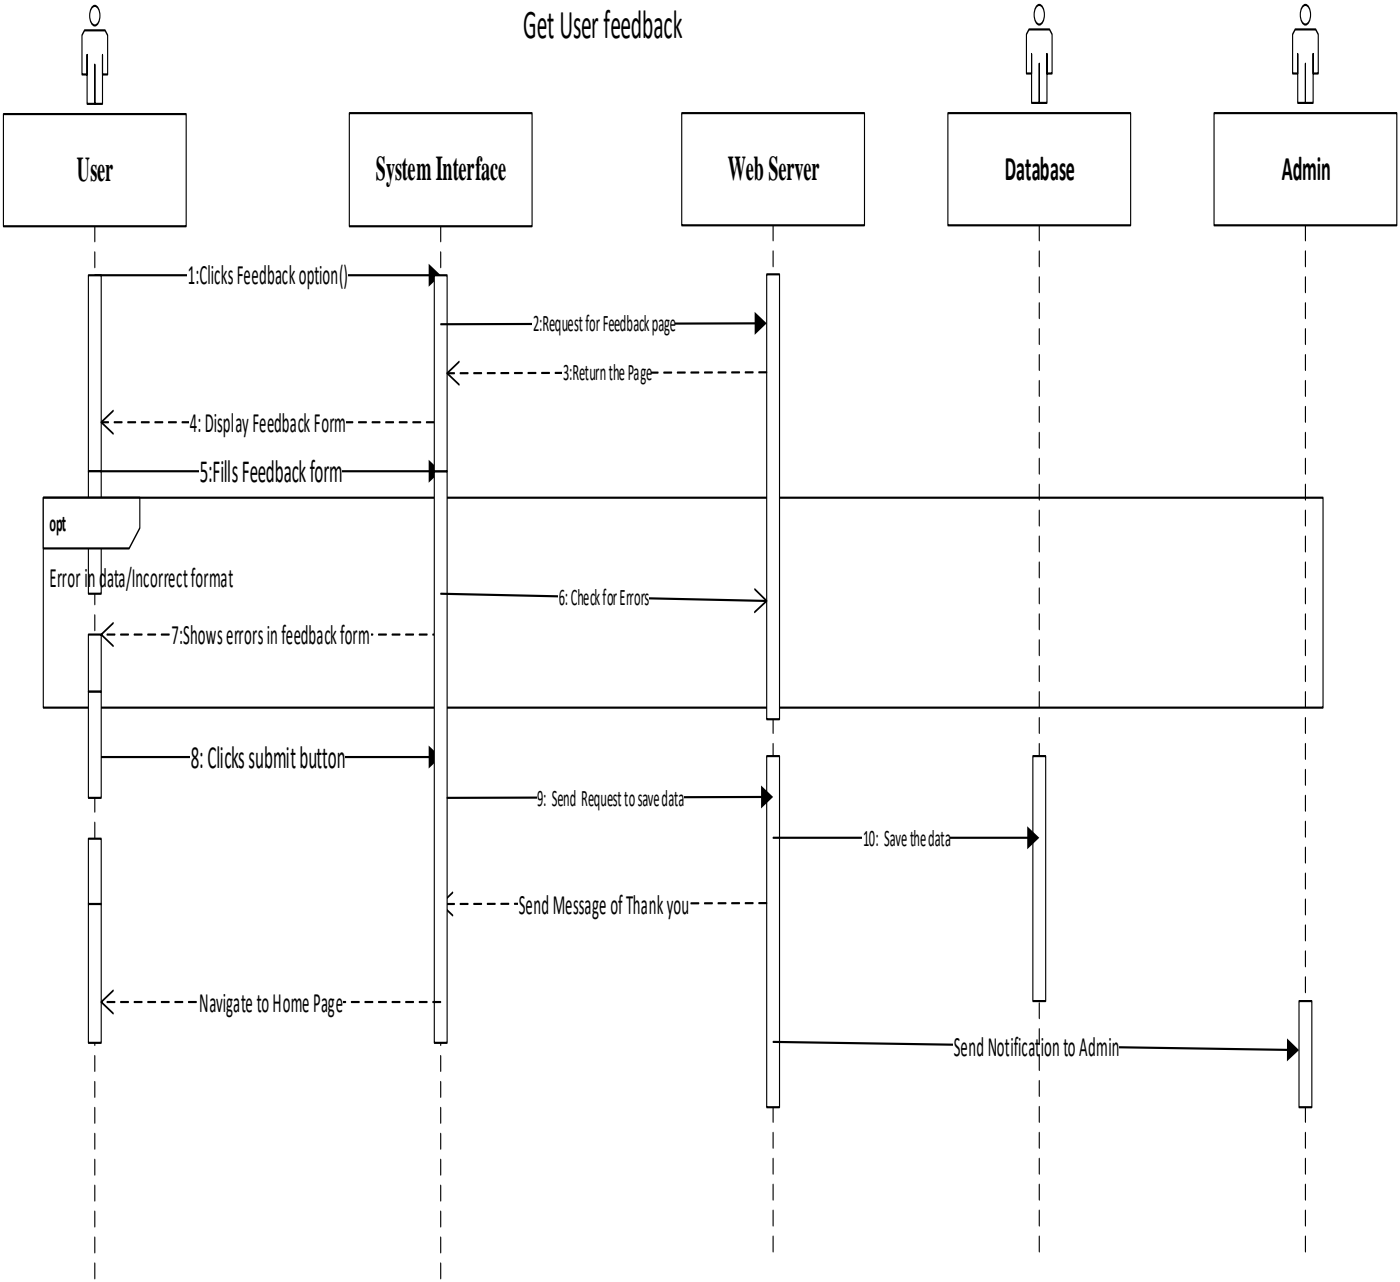 Get User feedback
User
System Interface
Web Server
Database
Admin
1:Clicks Feedback option()
2:Request for Feedback page
3:Return the Page
4: Display Feedback Form
5:Fills Feedback form
opt
Error in data/Incorrect format
6: Check for Errors
7:Shows errors in feedback form
8: Clicks submit button
9: Send Request to save data
10: Save the data
Send Message of Thank you
Navigate to Home Page
Send Notification to Admin